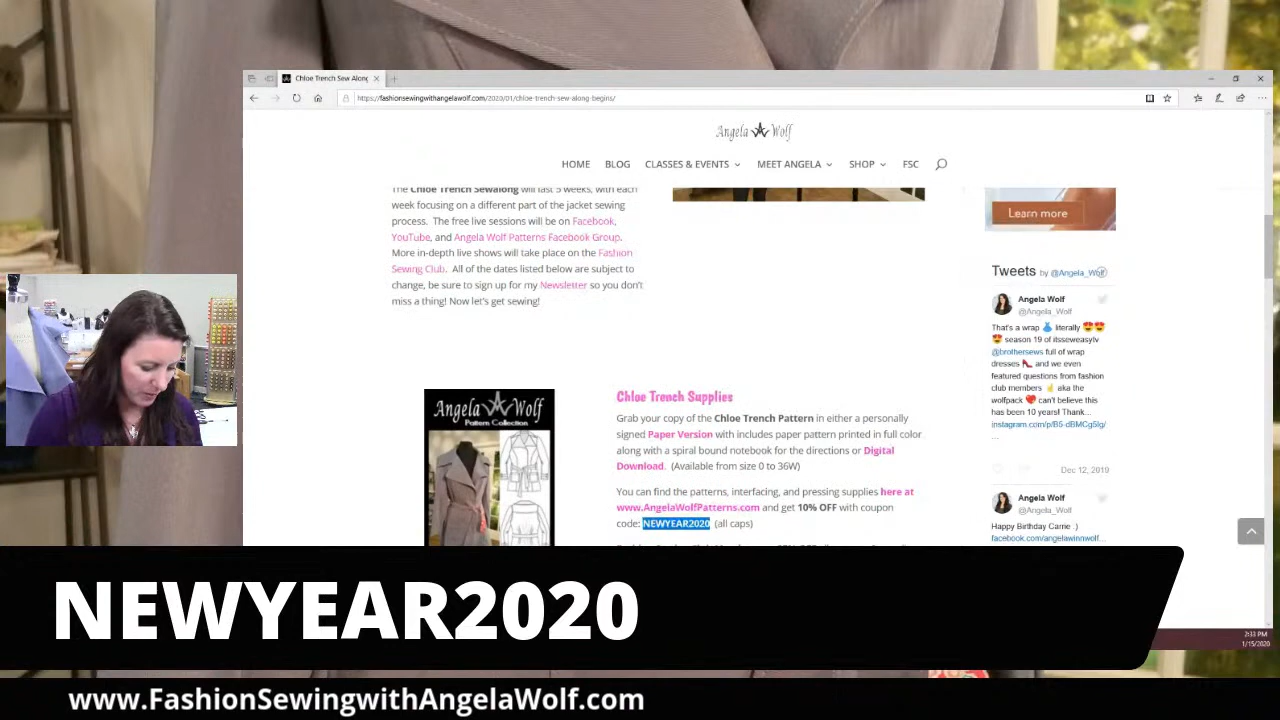 Chloe Trench Sew Along
https://fashionsewingwithangelawolf.com/2020/01/chloe-trench-sew-along-begins/
Angela Wolf
HOME BLOG CLASSES & EVENTS MEET ANGELA SHOP FSC
The Chloe Trench Sewalong will last 5 weeks, with each
week focusing on a different part of the jacket sewing
process. The free live sessions will be on Facebook,
YouTube, and Angela Wolf Patterns Facebook Group.
More in-depth live shows will take place on the Fashion
Sewing Club. All of the dates listed below are subject to
change, be sure to sign up for my Newsletter so you don't
miss a thing! Now let's get sewing!
Angela Wolf
Pattern Collection
Chloe Trench Supplies
Grab your copy of the Chloe Trench Pattern in either a personally
signed Paper Version with includes paper pattern printed in full color
along with a spiral bound notebook for the directions or Digital
Download. (Available from size 0 to 36W)
You can find the patterns, interfacing, and pressing supplies here at
www.AngelaWolfPatterns.com and get 10% OFF with coupon
code: NEWYEAR2020 (all caps)
Learn more
Tweets by @Angela_Wolf
Angela Wolf
@Angela_Wolf
That's a wrap 👗 literally 😍😍
😍 season 19 of itsseweasytv
@brothersews full of wrap
dresses 👠 and we even
featured questions from fashion
club members ☝ aka the
wolfpack ❤ can't believe this
has been 10 years! Thank...
instagram.com/p/B5-dBMCg5lg/
...
Dec 12, 2019
Angela Wolf
@Angela_Wolf
Happy Birthday Carrie :)
facebook.com/angelawinnwolf...
2:33 PM
1/15/2020
NEWYEAR2020
www.FashionSewingwithAngelaWolf.com